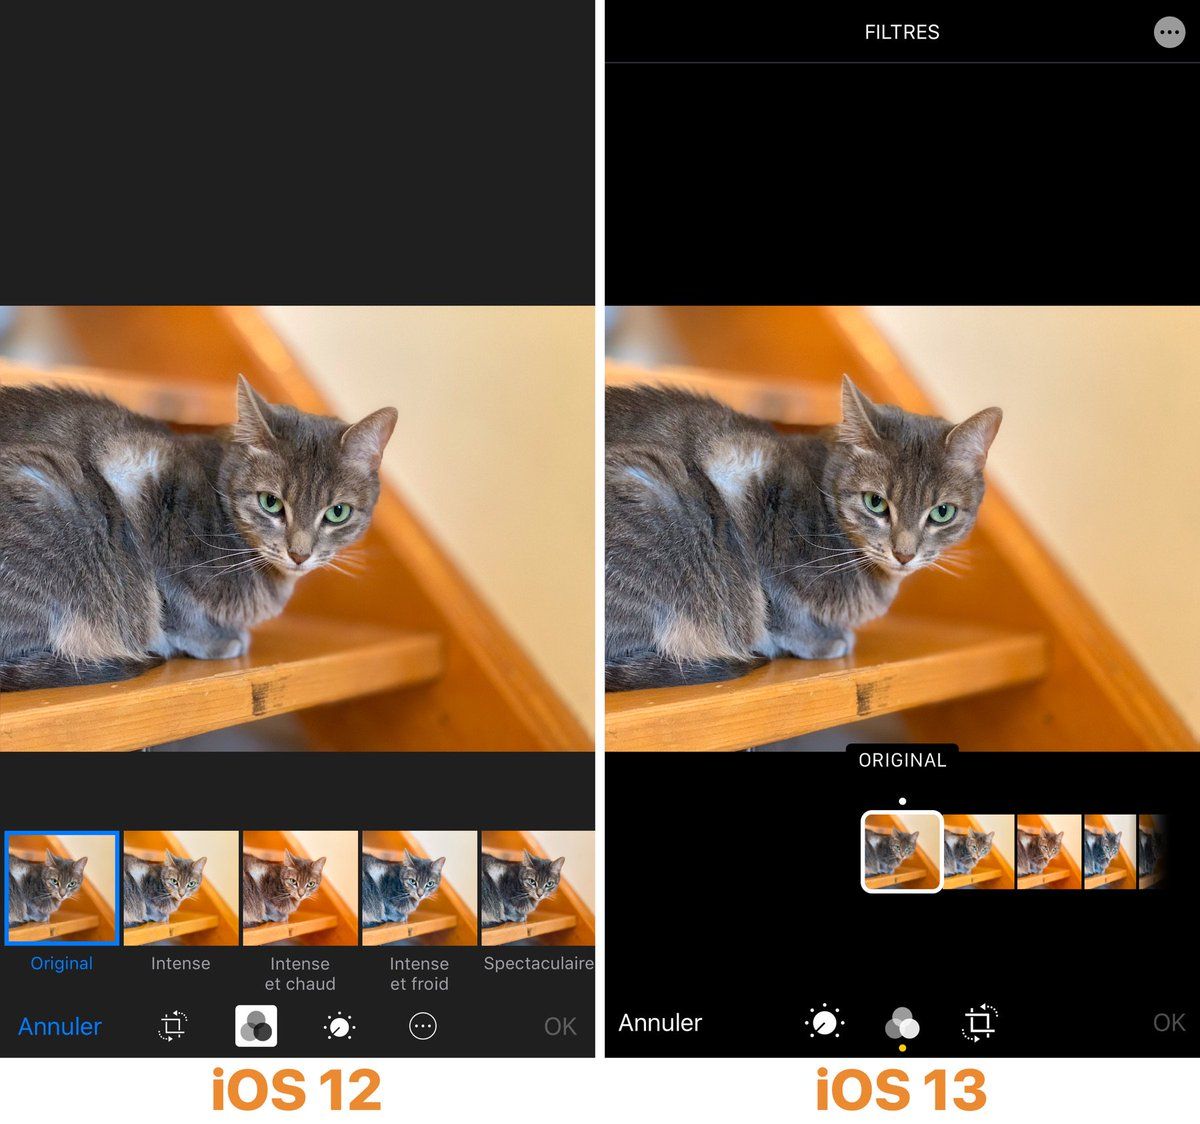 FILTRES
ORIGINAL
Original
Intense
Intense
et chaud
Intense
et froid
Spectaculaire
Annuler
OK
Annuler
OK
iOS 12
iOS 13